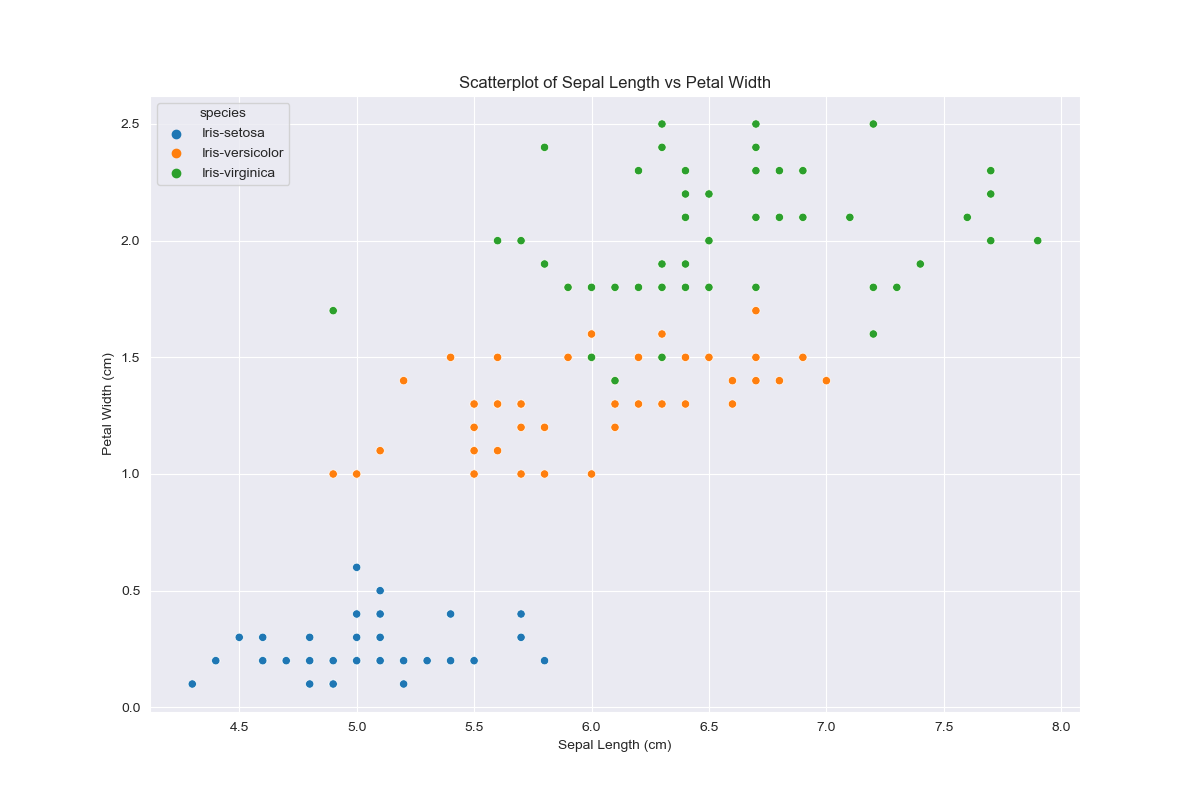 Scatterplot of Sepal Length vs Petal Width
species
Iris-setosa
Iris-versicolor
Iris-virginica
Petal Width (cm)
2.5
2.0
1.5
1.0
0.5
0.0
4.5 5.0 5.5 6.0 6.5 7.0 7.5 8.0
Sepal Length (cm)